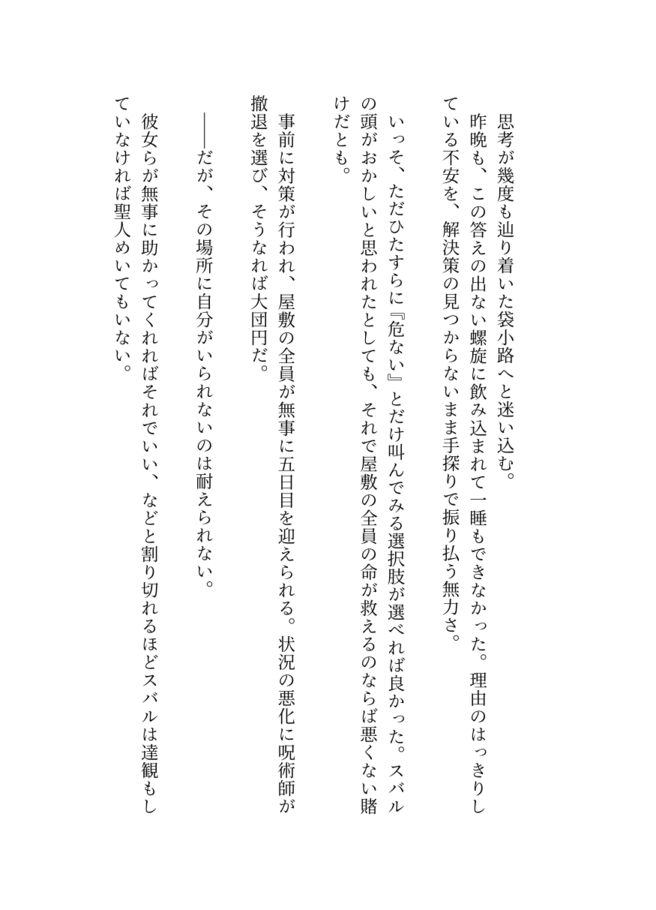 思考が幾度も辿り着いた袋小路へと迷い込む。
昨晩も、この答えの出ない螺旋に飲み込まれて一睡もできなかった。理由のはっきりし
ている不安を、解決策の見つからないまま手探りで振り払う無力さ。
いっそ、ただひたすらに『危ない』とだけ叫んでみる選択肢が選べれば良かった。スバル
の頭がおかしいと思われたとしても、それで屋敷の全員の命が救えるのならば悪くない賭
けだとも。
事前に対策が行われ、屋敷の全員が無事に五日目を迎えられる。状況の悪化に呪術師が
撤退を選び、そうなれば大団円だ。
――だが、その場所に自分がいられないのは耐えられない。
彼女らが無事に助かってくれればそれでいい、などと割り切れるほどスバルは達観もし
ていなければ聖人めいてもいない。